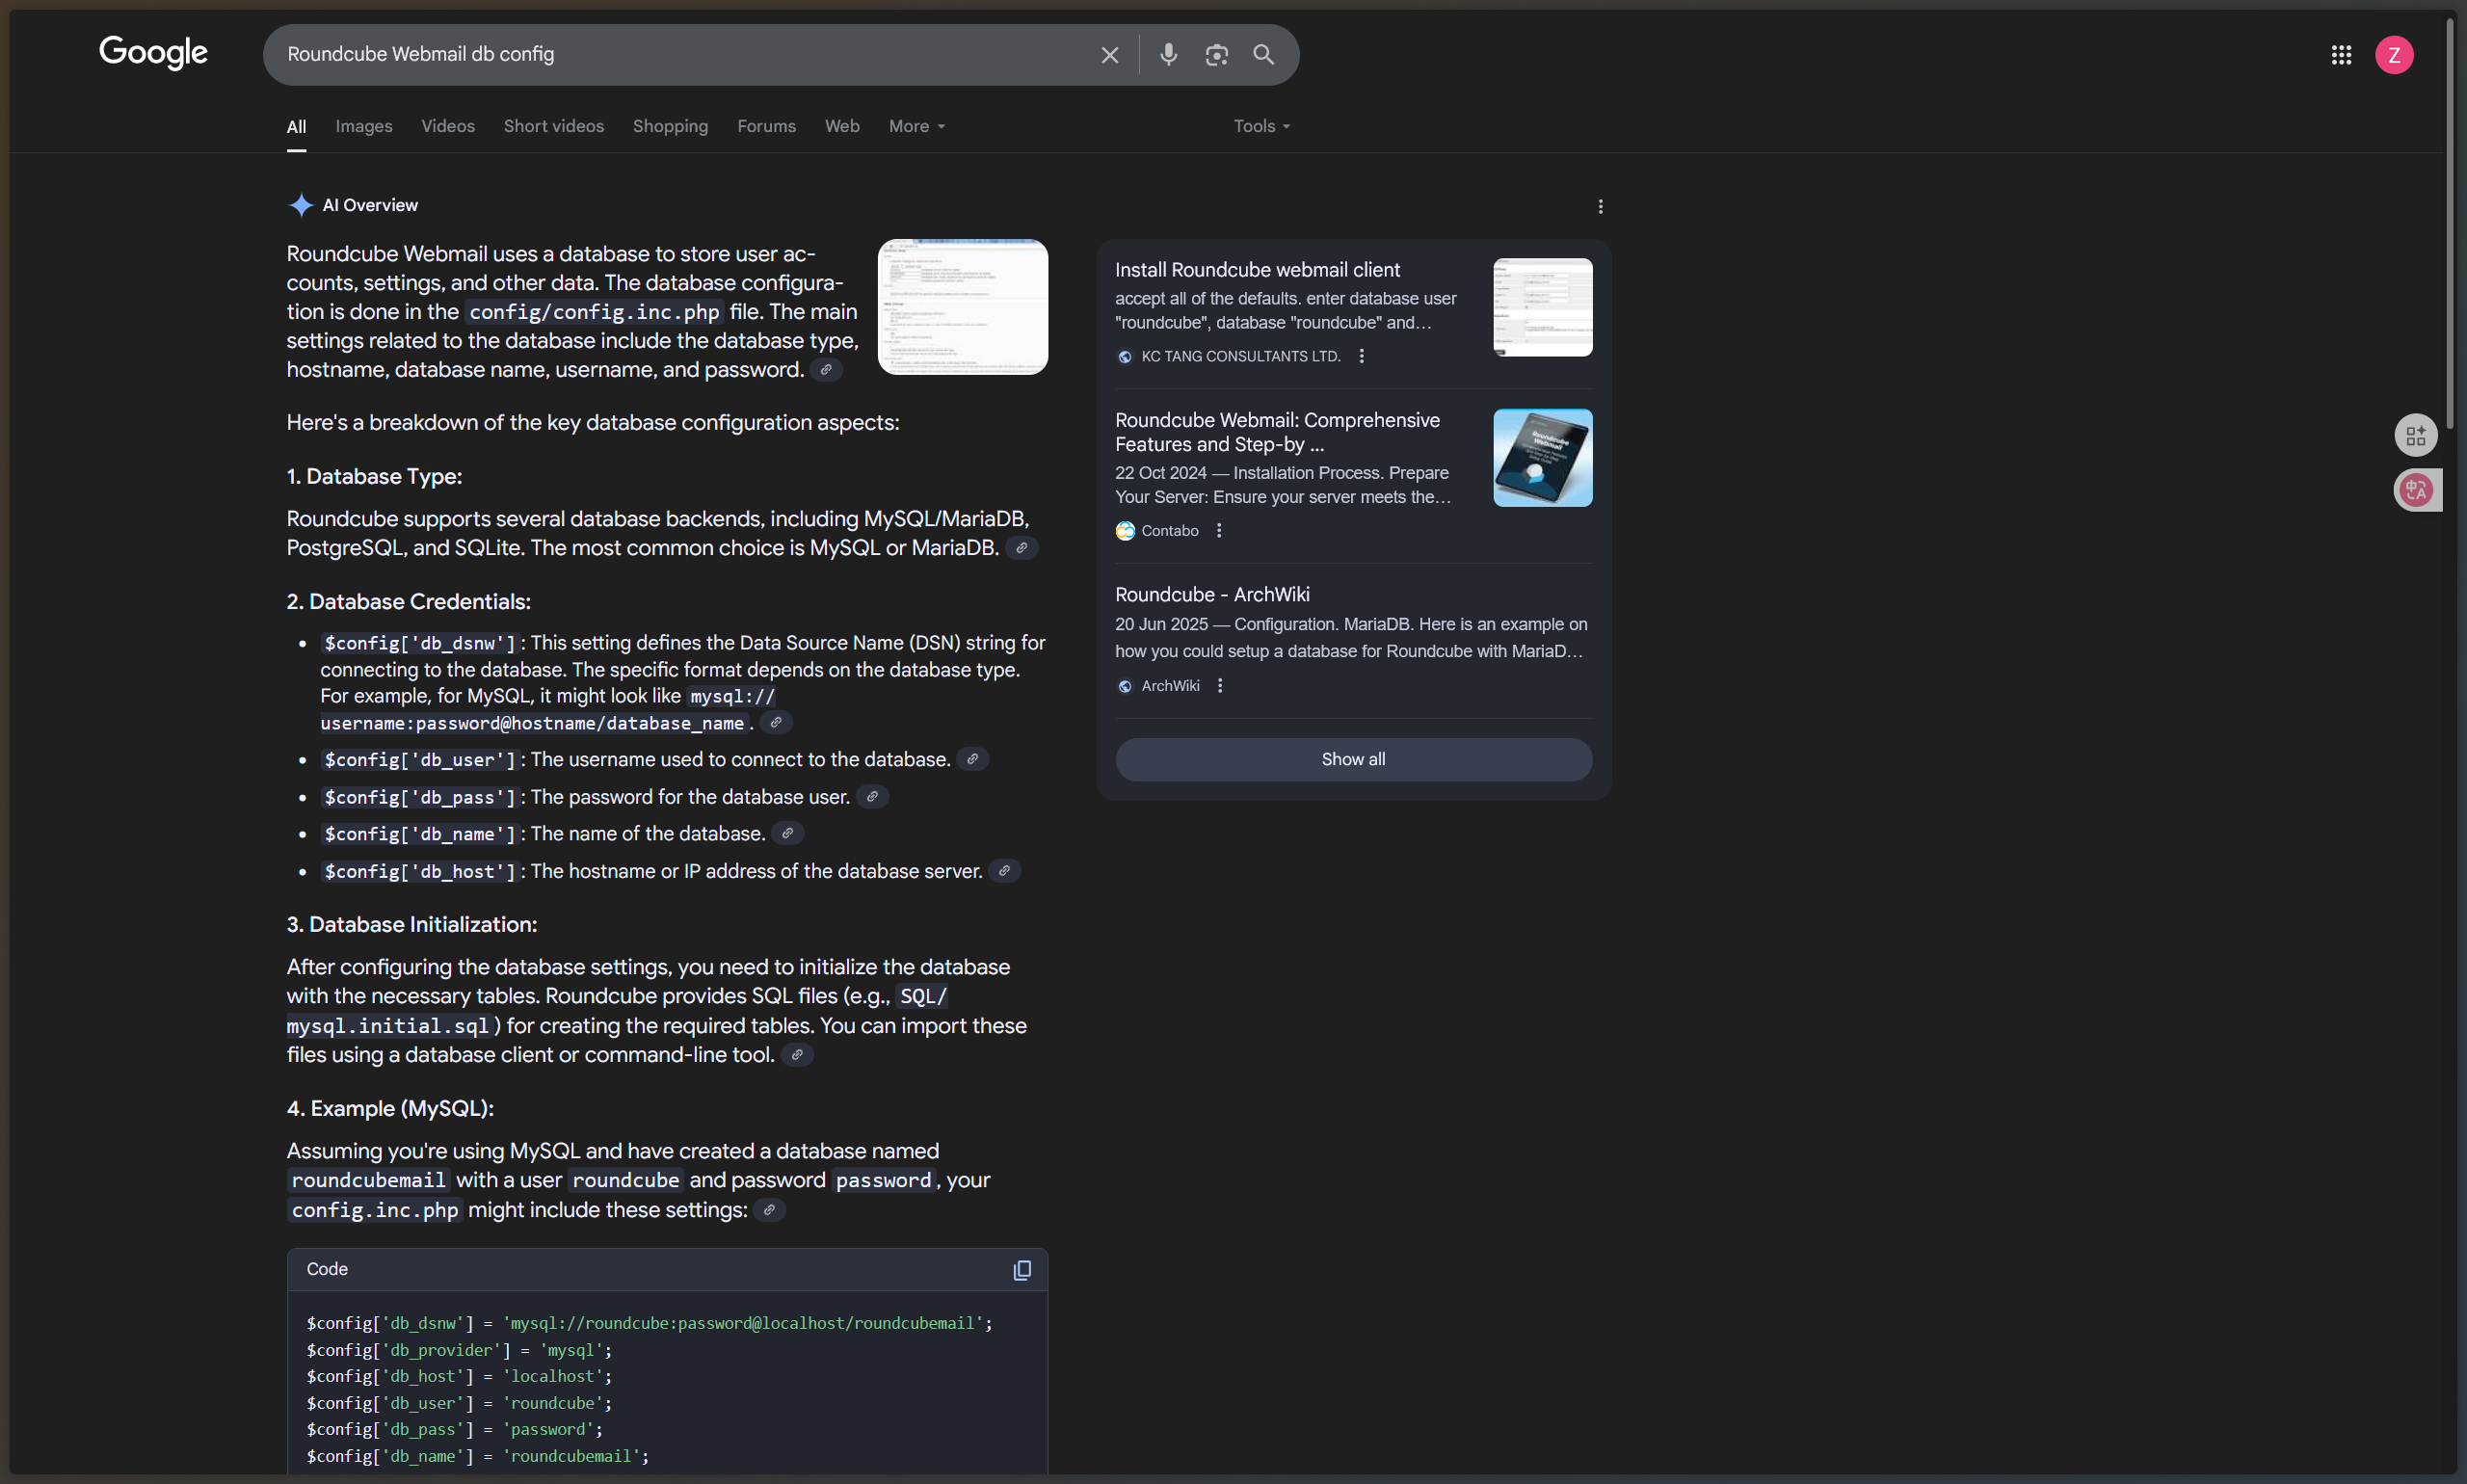 Google
Roundcube Webmail db config
Z
All
Images
Videos
Short videos
Shopping
Forums
Web
More
Tools
AI Overview
Roundcube Webmail uses a database to store user ac-
counts, settings, and other data. The database configura-
tion is done in the config/config.inc.php file. The main
settings related to the database include the database type,
hostname, database name, username, and password.
Here's a breakdown of the key database configuration aspects:
1. Database Type:
Roundcube supports several database backends, including MySQL/MariaDB,
PostgreSQL, and SQLite. The most common choice is MySQL or MariaDB.
2. Database Credentials:
• $config['db_dsnw']: This setting defines the Data Source Name (DSN) string for
connecting to the database. The specific format depends on the database type.
For example, for MySQL, it might look like mysql://
username:password@hostname/database_name.
• $config['db_user']: The username used to connect to the database.
• $config['db_pass']: The password for the database user.
• $config['db_name']: The name of the database.
• $config['db_host']: The hostname or IP address of the database server.
3. Database Initialization:
After configuring the database settings, you need to initialize the database
with the necessary tables. Roundcube provides SQL files (e.g., SQL/
mysql.initial.sql) for creating the required tables. You can import these
files using a database client or command-line tool.
4. Example (MySQL):
Assuming you're using MySQL and have created a database named
roundcubemail with a user roundcube and password password, your
config.inc.php might include these settings:
Code
$config['db_dsnw'] = 'mysql://roundcube:password@localhost/roundcubemail';
$config['db_provider'] = 'mysql';
$config['db_host'] = 'localhost';
$config['db_user'] = 'roundcube';
$config['db_pass'] = 'password';
$config['db_name'] = 'roundcubemail';
Install Roundcube webmail client
accept all of the defaults. enter database user
"roundcube", database "roundcube" and…
KC TANG CONSULTANTS LTD.
Roundcube Webmail: Comprehensive
Features and Step-by ...
22 Oct 2024 — Installation Process. Prepare
Your Server: Ensure your server meets the…
Contabo
Roundcube
Webmail
Roundcube - ArchWiki
20 Jun 2025 — Configuration. MariaDB. Here is an example on
how you could setup a database for Roundcube with MariaD…
ArchWiki
Show all
中A